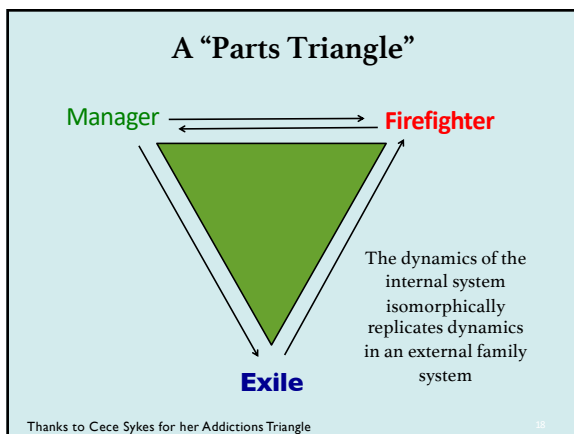 A “Parts Triangle”
Manager
Firefighter
The dynamics of the
internal system
isomorphically
replicates dynamics
in an external family
system
Exile
Thanks to Cece Sykes for her Addictions Triangle
18